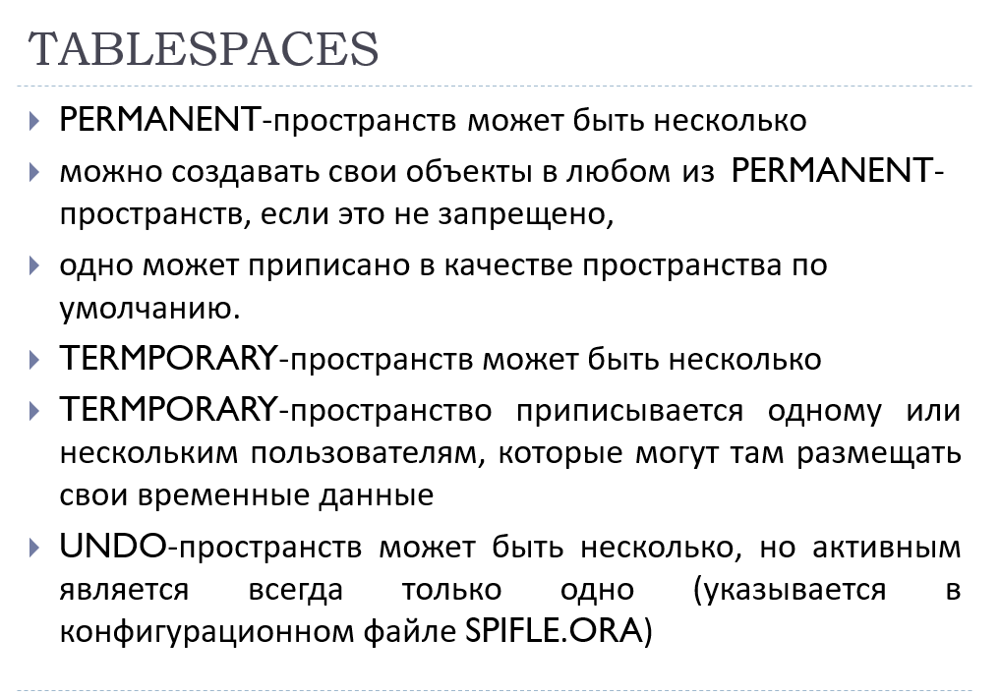 TABLESPACES
PERMANENT-пространств может быть несколько
можно создавать свои объекты в любом из PERMANENT-
пространств, если это не запрещено,
одно может приписано в качестве пространства по
умолчанию.
TERMPORARY-пространств может быть несколько
TERMPORARY-пространство приписывается одному или
нескольким пользователям, которые могут там размещать
свои временные данные
UNDO-пространств может быть несколько, но активным
является всегда только одно (указывается в
конфигурационном файле SPIFLE.ORA)